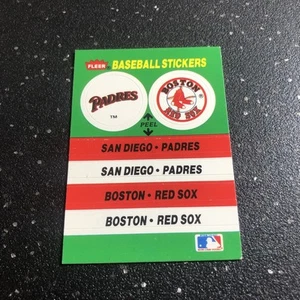 FLEER BASEBALL STICKERS
PADRES
TM
BOSTON
RED SOX
PEEL
SAN DIEGO • PADRES
SAN DIEGO • PADRES
BOSTON • RED SOX
BOSTON • RED SOX